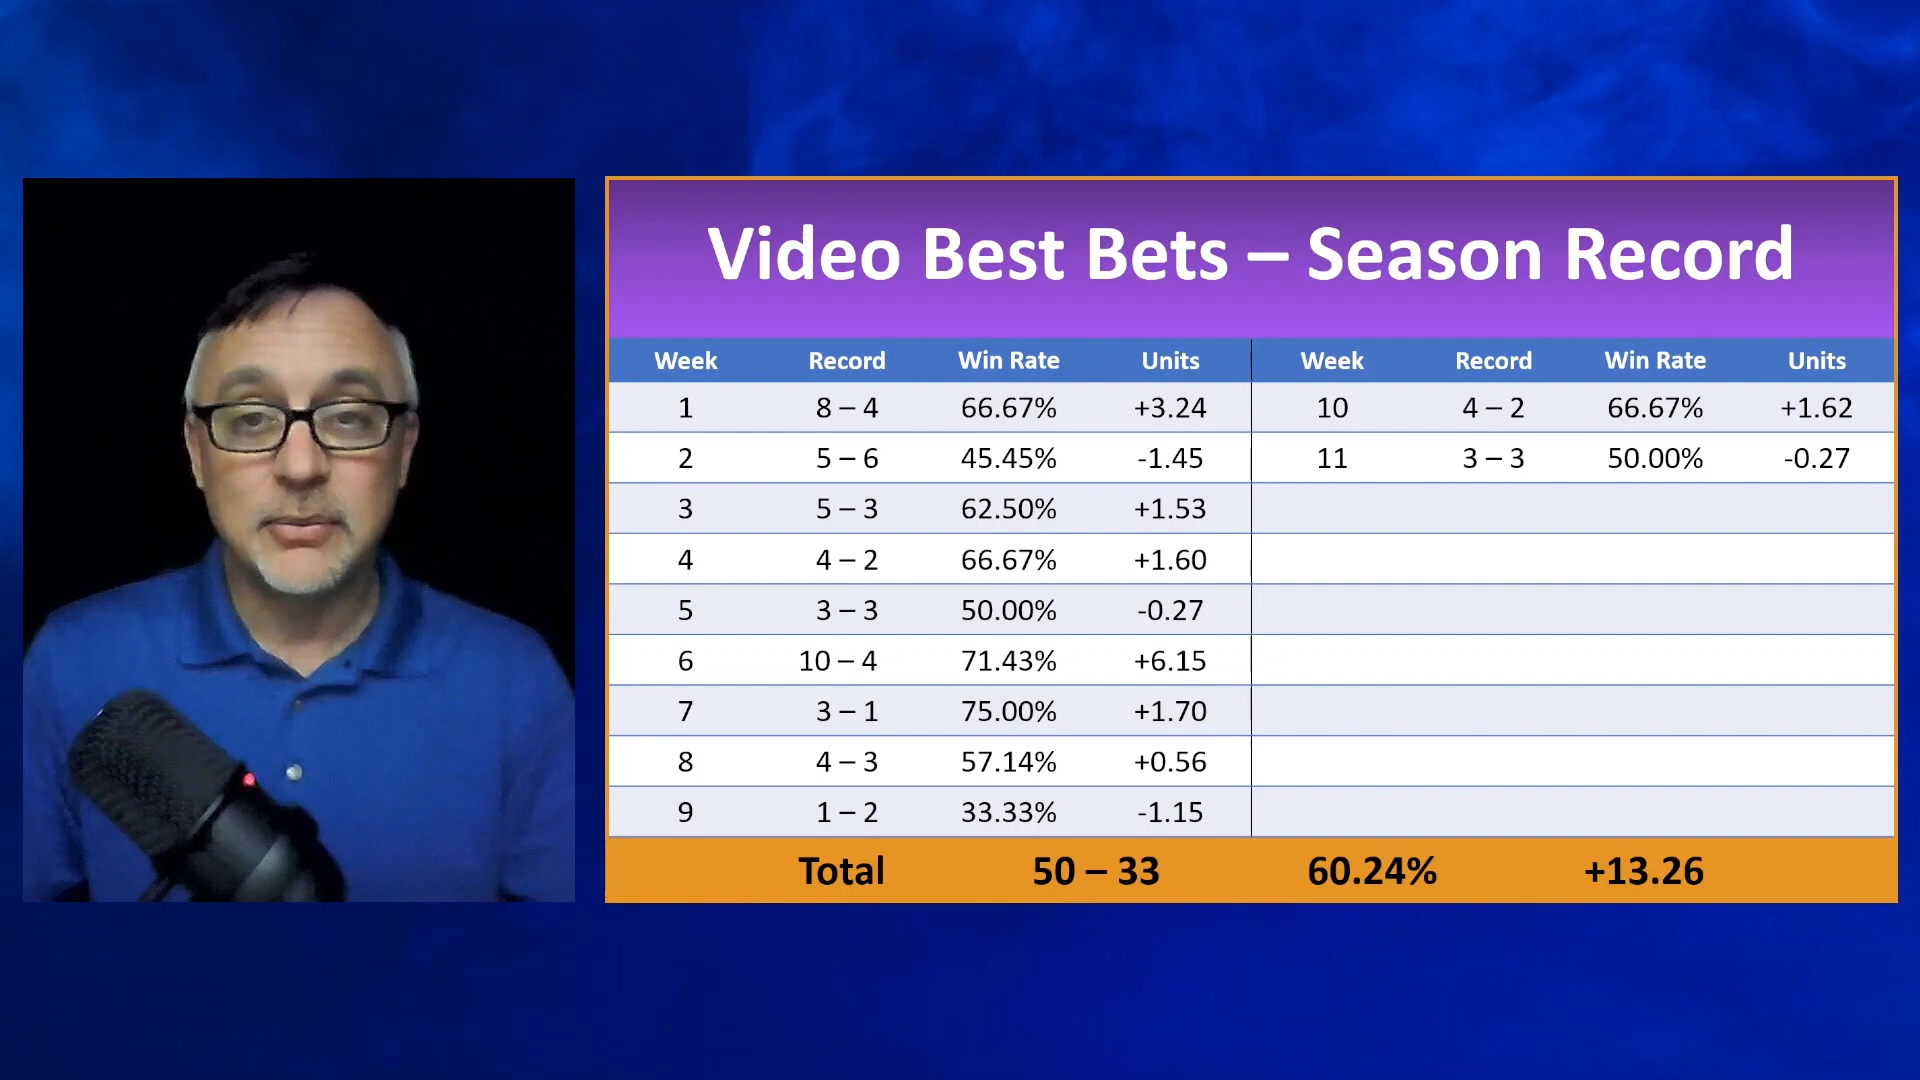 Video Best Bets – Season Record
Week Record Win Rate Units Week Record Win Rate Units
1 8 – 4 66.67% +3.24 10 4 – 2 66.67% +1.62
2 5 – 6 45.45% -1.45 11 3 – 3 50.00% -0.27
3 5 – 3 62.50% +1.53
4 4 – 2 66.67% +1.60
5 3 – 3 50.00% -0.27
6 10 – 4 71.43% +6.15
7 3 – 1 75.00% +1.70
8 4 – 3 57.14% +0.56
9 1 – 2 33.33% -1.15
Total 50 – 33 60.24% +13.26